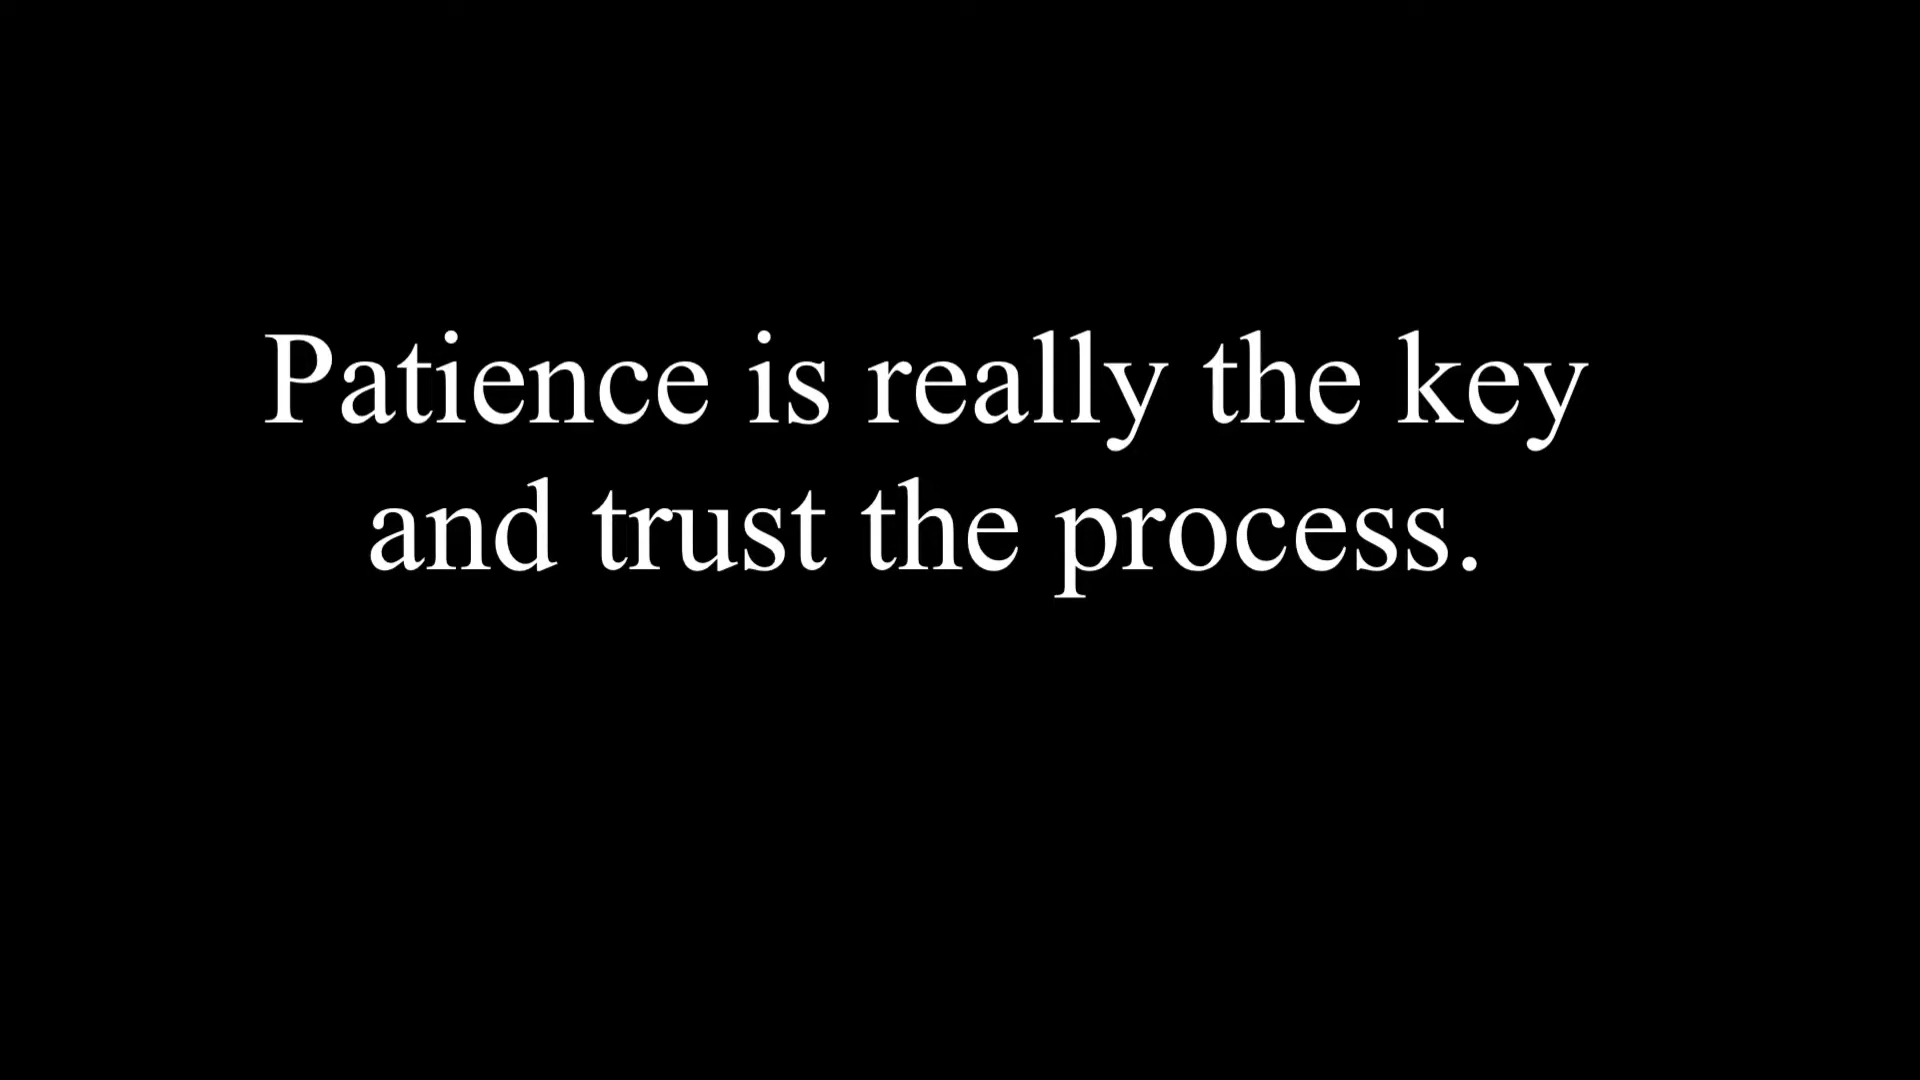 Patience is really the key
and trust the process.